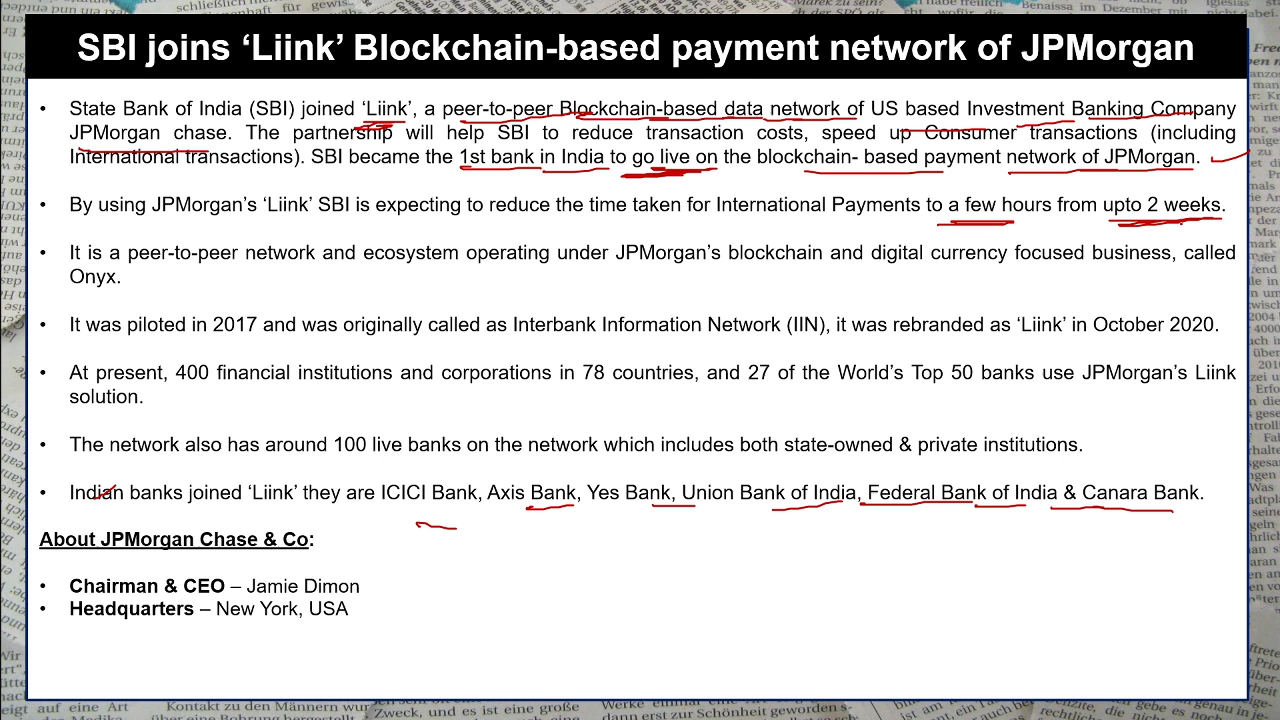 SBI joins ‘Liink’ Blockchain-based payment network of JPMorgan
• State Bank of India (SBI) joined ‘Liink’, a peer-to-peer Blockchain-based data network of US based Investment Banking Company
JPMorgan chase. The partnership will help SBI to reduce transaction costs, speed up Consumer transactions (including
International transactions). SBI became the 1st bank in India to go live on the blockchain- based payment network of JPMorgan.
• By using JPMorgan’s ‘Liink’ SBI is expecting to reduce the time taken for International Payments to a few hours from upto 2 weeks.
• It is a peer-to-peer network and ecosystem operating under JPMorgan’s blockchain and digital currency focused business, called
Onyx.
• It was piloted in 2017 and was originally called as Interbank Information Network (IIN), it was rebranded as ‘Liink’ in October 2020.
• At present, 400 financial institutions and corporations in 78 countries, and 27 of the World’s Top 50 banks use JPMorgan’s Liink
solution.
• The network also has around 100 live banks on the network which includes both state-owned & private institutions.
• Indian banks joined ‘Liink’ they are ICICI Bank, Axis Bank, Yes Bank, Union Bank of India, Federal Bank of India & Canara Bank.
About JPMorgan Chase & Co:
• Chairman & CEO – Jamie Dimon
• Headquarters – New York, USA